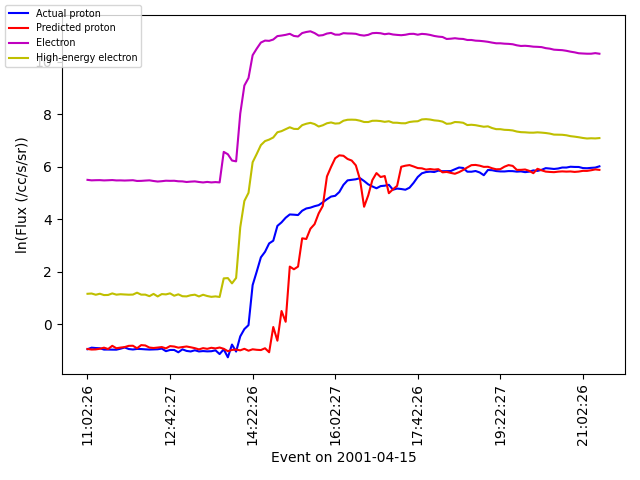 Actual proton
Predicted proton
Electron
High-energy electron
8
6
4
2
0
ln(Flux (/cc/s/sr))
11:02:26
12:42:27
14:22:26
16:02:27
17:42:26
19:22:27
21:02:26
Event on 2001-04-15